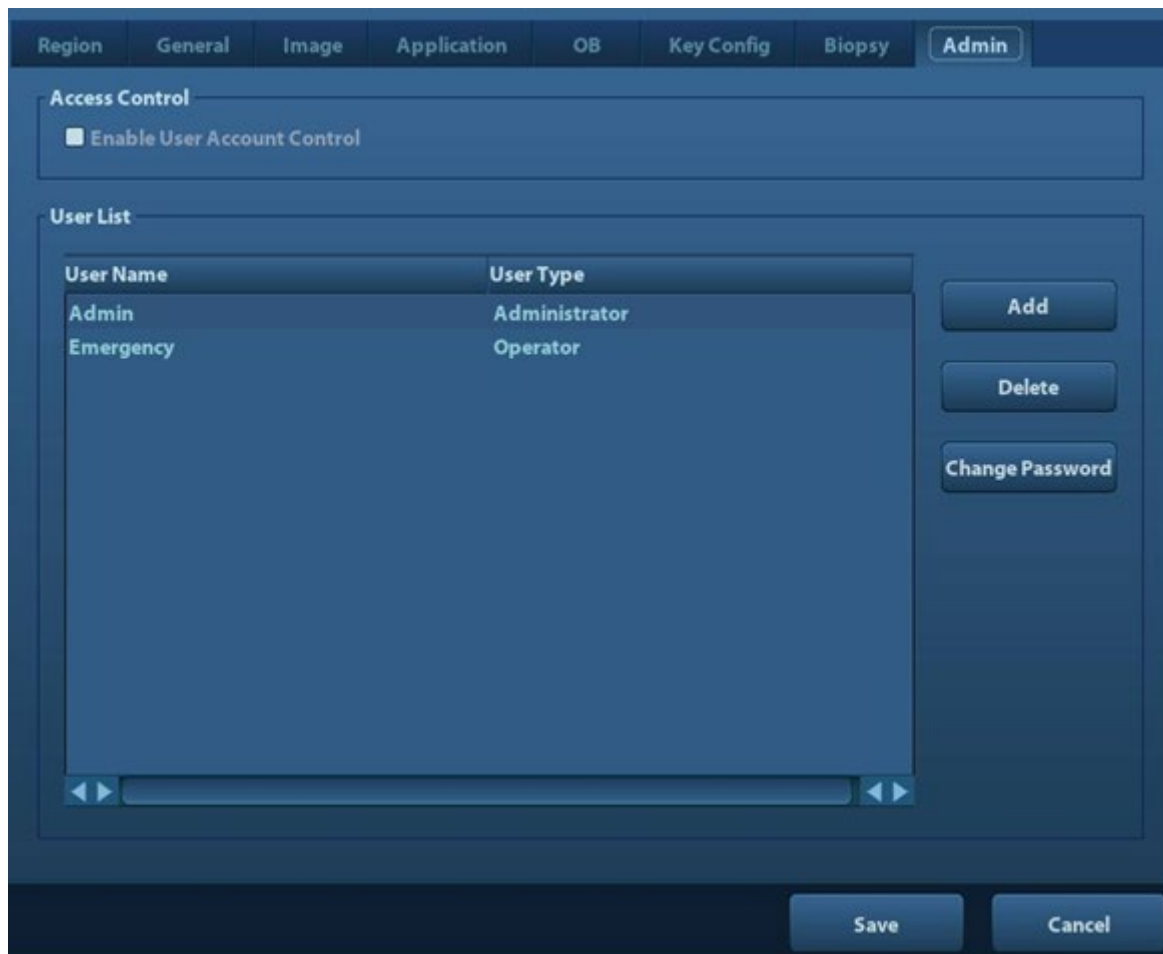 Region General Image Application OB Key Config Biopsy Admin
Access Control
Enable User Account Control
User List
User Name User Type
Admin Administrator
Emergency Operator
Add
Delete
Change Password
Save Cancel